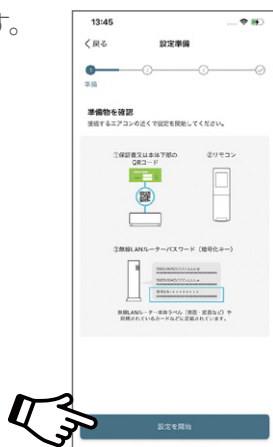 す。
13:45
戻る
設定準備
準備
準備物を確認
接続するエアコンの近くで設定を開始してください。
①保証書又は本体下部の
QRコード
②リモコン
③無線LANルーターパスワード(暗号化キー)
無線LANルーター本体ラベル(側面・底面など)や
同梱されているカードなどに記載されています。
設定を開始